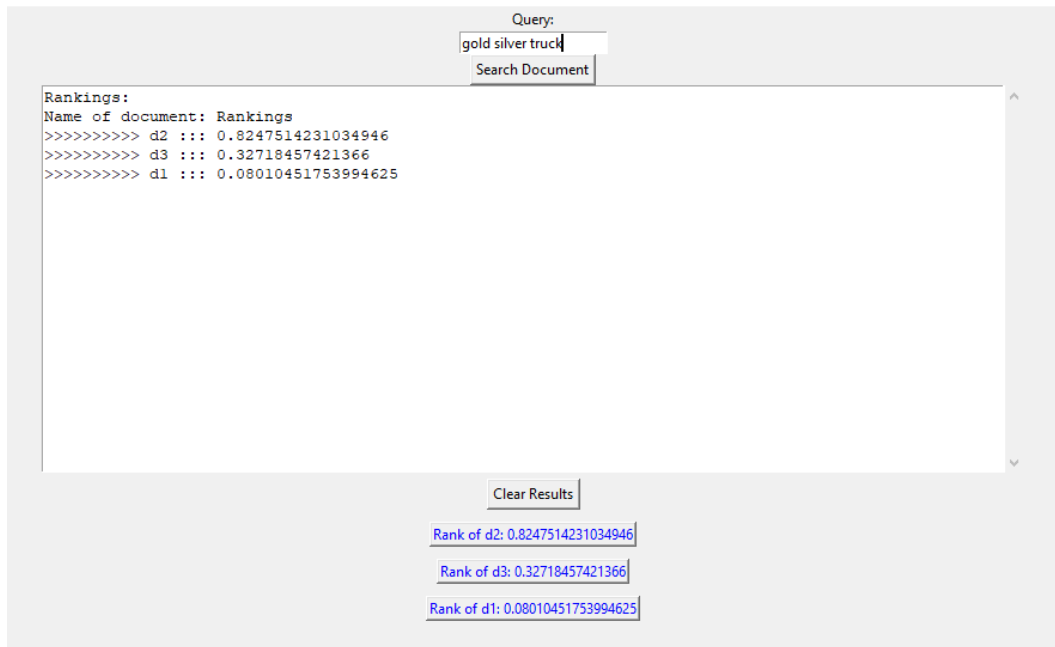 Query:
gold silver truck
Search Document
Rankings:
Name of document: Rankings
>>>>>>>>>> d2 ::: 0.8247514231034946
>>>>>>>>>> d3 ::: 0.32718457421366
>>>>>>>>>> d1 ::: 0.08010451753994625
Clear Results
Rank of d2: 0.8247514231034946
Rank of d3: 0.32718457421366
Rank of d1: 0.08010451753994625